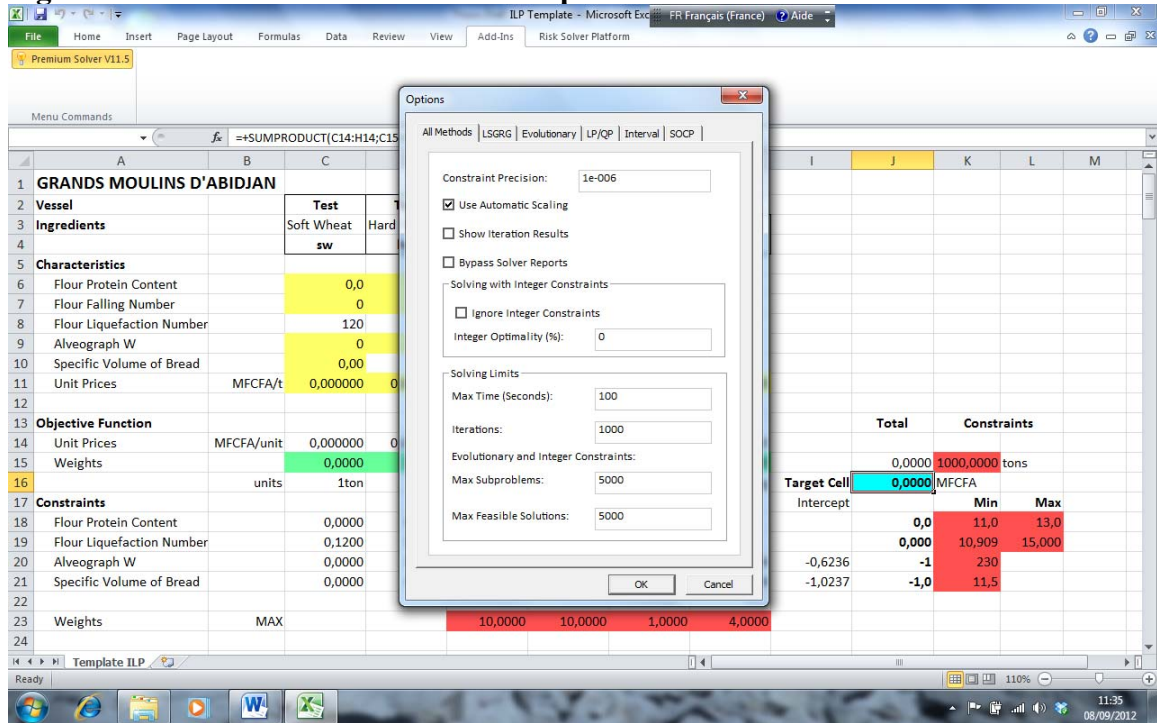 ILP Template - Microsoft Exc
FR Français (France) Aide
File Home Insert Page Layout Formulas Data Review View Add-Ins Risk Solver Platform
Premium Solver V11.5
Menu Commands
fx =+SUMPRODUCT(C14:H14;C15
A B C I J K L M
1 GRANDS MOULINS D'ABIDJAN
2 Vessel Test T
3 Ingredients Soft Wheat Hard
4 sw
5 Characteristics
6 Flour Protein Content 0,0
7 Flour Falling Number 0
8 Flour Liquefaction Number 120
9 Alveograph W 0
10 Specific Volume of Bread 0,00
11 Unit Prices MFCFA/t 0,000000 0
12
13 Objective Function Total Constraints
14 Unit Prices MFCFA/unit 0,000000 0
15 Weights 0,0000 0,0000 1000,0000 tons
16 units 1ton Target Cell 0,0000 MFCFA
17 Constraints Intercept Min Max
18 Flour Protein Content 0,0000 0,0 11,0 13,0
19 Flour Liquefaction Number 0,1200 0,000 10,909 15,000
20 Alveograph W 0,0000 -0,6236 -1 230
21 Specific Volume of Bread 0,0000 -1,0237 -1,0 11,5
22
23 Weights MAX 10,0000 10,0000 1,0000 4,0000
24
Options
All Methods LSGRG Evolutionary LP/QP Interval SOCP
Constraint Precision: 1e-006
Use Automatic Scaling
Show Iteration Results
Bypass Solver Reports
Solving with Integer Constraints
Ignore Integer Constraints
Integer Optimality (%): 0
Solving Limits
Max Time (Seconds): 100
Iterations: 1000
Evolutionary and Integer Constraints:
Max Subproblems: 5000
Max Feasible Solutions: 5000
OK Cancel
Template ILP
Ready 110%
11:35
08/09/2012